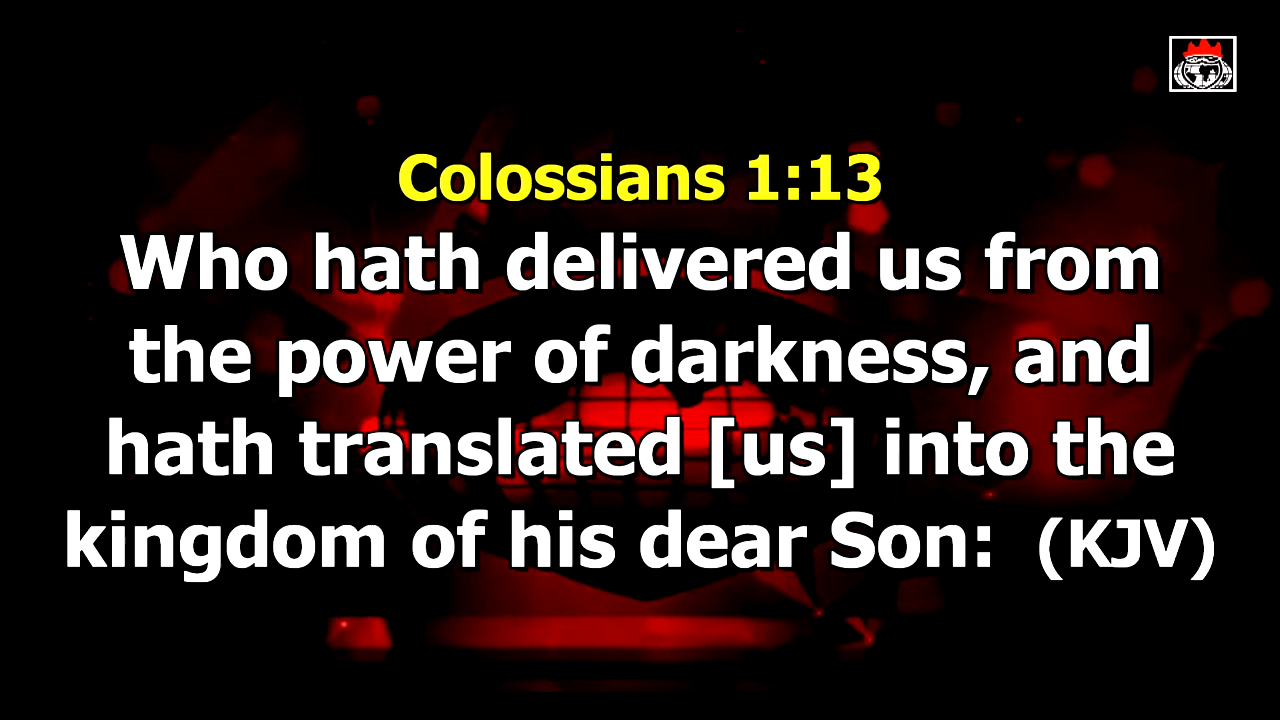 Colossians 1:13
Who hath delivered us from
the power of darkness, and
hath translated [us] into the
kingdom of his dear Son:  (KJV)